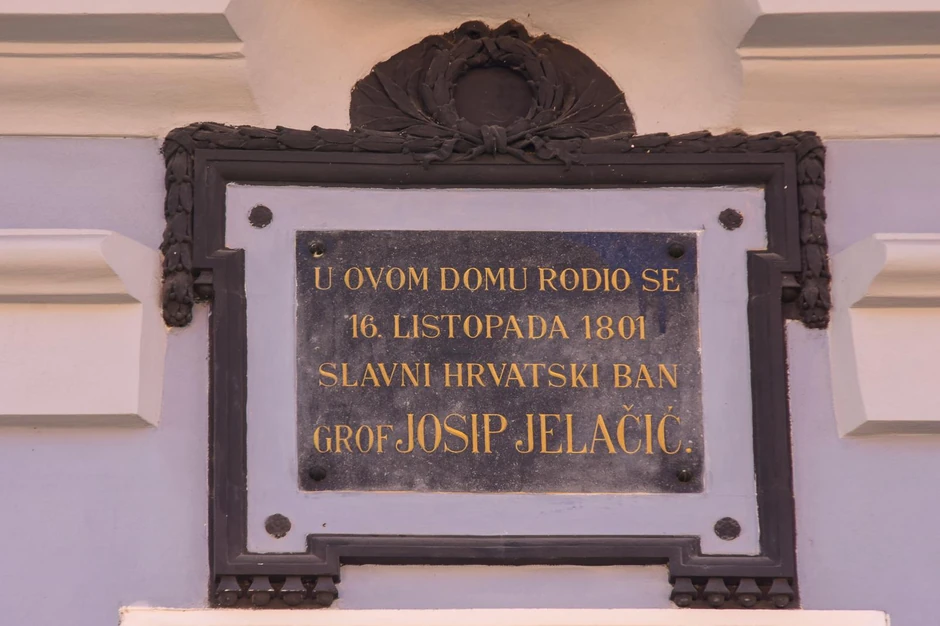 U OVOM DOMU RODIO SE
16. LISTOPADA 1801
SLAVNI HRVATSKI BAN
GROF JOSIP JELAČIĆ.